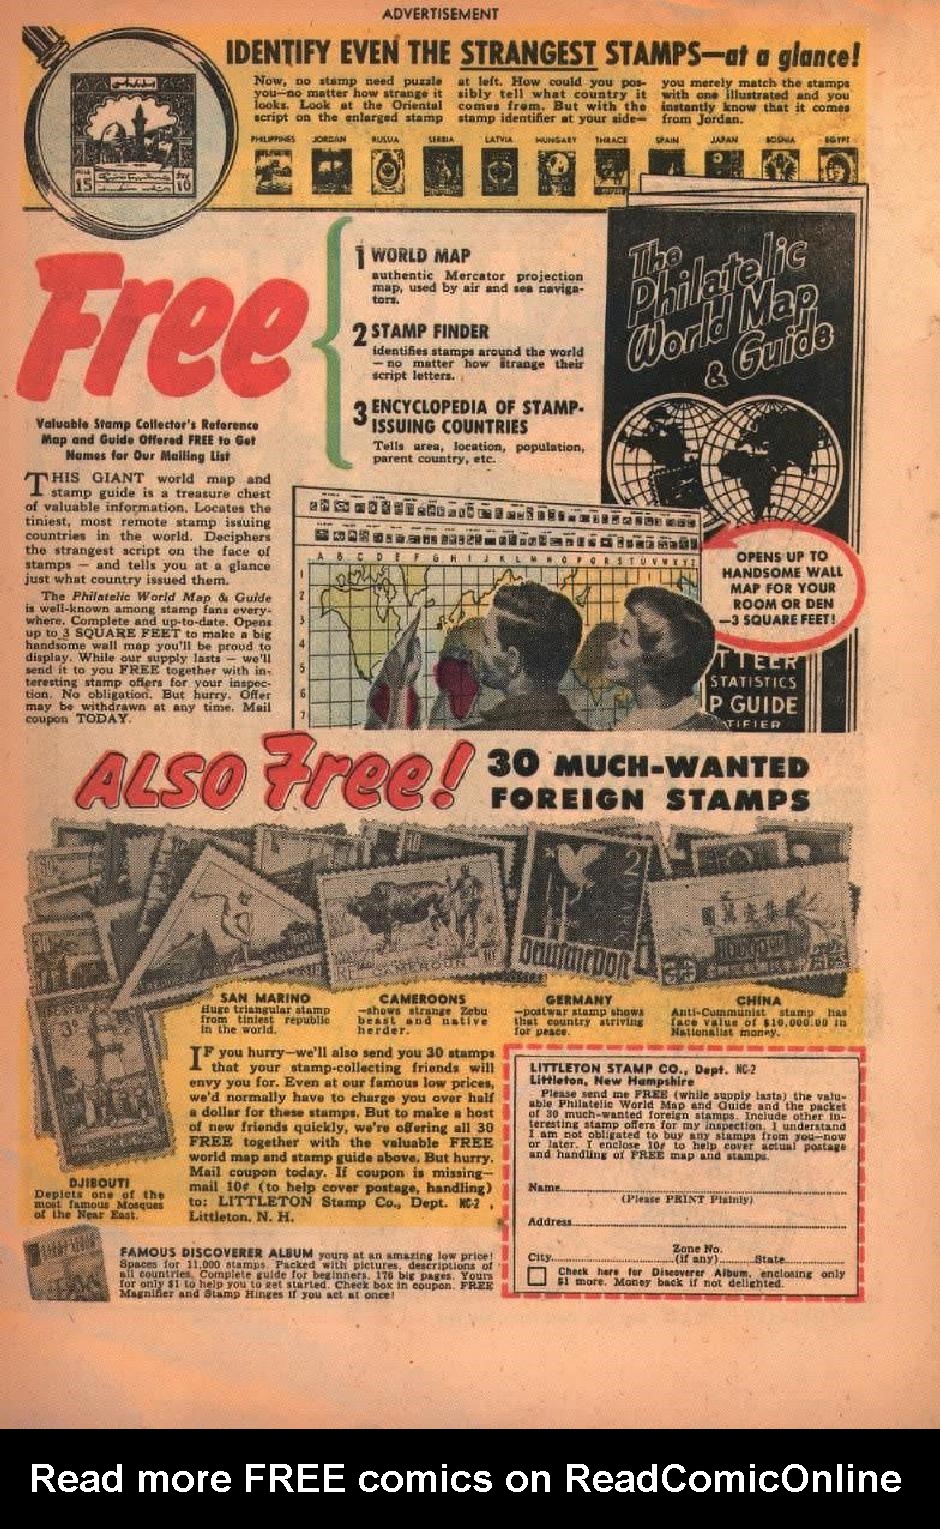 ADVERTISEMENT
IDENTIFY EVEN THE STRANGEST STAMPS—at a glance!
Now, no stamp need puzzle
you—no matter how strange it
looks. Look at the Oriental
script on the enlarged stamp
at left. How could you pos-
sibly tell what country it
comes from. But with the
stamp identifier at your side—
you merely match the stamps
with one illustrated and you
instantly know that it comes
from Jordan.
15
10
PHILIPPINES JORDAN RUSSIA SERBIA LATVIA HUNGARY THRACE SPAIN JAPAN BOSNIA EGYPT
Free
1 WORLD MAP
authentic Mercator projection
map, used by air and sea naviga-
tors.
2 STAMP FINDER
identifies stamps around the world
— no matter how strange their
script letters.
3 ENCYCLOPEDIA OF STAMP-
ISSUING COUNTRIES
Tells area, location, population,
parent country, etc.
The
Philatelic
World Map
& Guide
Valuable Stamp Collector's Reference
Map and Guide Offered FREE to Get
Names for Our Mailing List
THIS GIANT world map and
stamp guide is a treasure chest
of valuable information. Locates the
tiniest, most remote stamp issuing
countries in the world. Deciphers
the strangest script on the face of
stamps — and tells you at a glance
just what country issued them.
The Philatelic World Map & Guide
is well-known among stamp fans every-
where. Complete and up-to-date. Opens
up to 3 SQUARE FEET to make a big
handsome wall map you'll be proud to
display. While our supply lasts — we'll
send it to you FREE together with in-
teresting stamp offers for your inspec-
tion. No obligation. But hurry. Offer
may be withdrawn at any time. Mail
coupon TODAY.
A B C D E F G H I J K L M N O P Q R S T U V W X Y Z
1
2
3
4
5
6
7
OPENS UP TO
HANDSOME WALL
MAP FOR YOUR
ROOM OR DEN
—3 SQUARE FEET!
STATISTICS
P GUIDE
TIFIER
ALSO Free!
30 MUCH-WANTED
FOREIGN STAMPS
CAMEROUN
2
deutsche post
SAN MARINO
Huge triangular stamp
from tiniest republic
in the world.
CAMEROONS
—shows strange Zebu
beast and native
herder.
GERMANY
—postwar stamp shows
that country striving
for peace.
CHINA
Anti-Communist stamp has
face value of $10,000.00 in
Nationalist money.
DJIBOUTI
Depicts one of the
most famous Mosques
of the Near East.
IF you hurry—we'll also send you 30 stamps
that your stamp-collecting friends will
envy you for. Even at our famous low prices,
we'd normally have to charge you over half
a dollar for these stamps. But to make a host
of new friends quickly, we're offering all 30
FREE together with the valuable FREE
world map and stamp guide above. But hurry.
Mail coupon today. If coupon is missing—
mail 10¢ (to help cover postage, handling)
to: LITTLETON Stamp Co., Dept. NC-2,
Littleton, N. H.
FAMOUS DISCOVERER ALBUM yours at an amazing low price!
Spaces for 11,000 stamps. Packed with pictures, descriptions of
all countries. Complete guide for beginners. 176 big pages. Yours
for only $1 to help you to get started. Check box in coupon. FREE
Magnifier and Stamp Hinges if you act at once!
LITTLETON STAMP CO., Dept. NC-2
Littleton, New Hampshire
Please send me FREE (while supply lasts) the valu-
able Philatelic World Map and Guide and the packet
of 30 much-wanted foreign stamps. Include other in-
teresting stamp offers for my inspection. I understand
I am not obligated to buy any stamps from you—now
or later. I enclose 10¢ to help cover actual postage
and handling of FREE map and stamps.
Name
(Please PRINT Plainly)
Address
Zone No.
City (if any) State
Check here for Discoverer Album, enclosing only
$1 more. Money back if not delighted.
Read more FREE comics on ReadComicOnline